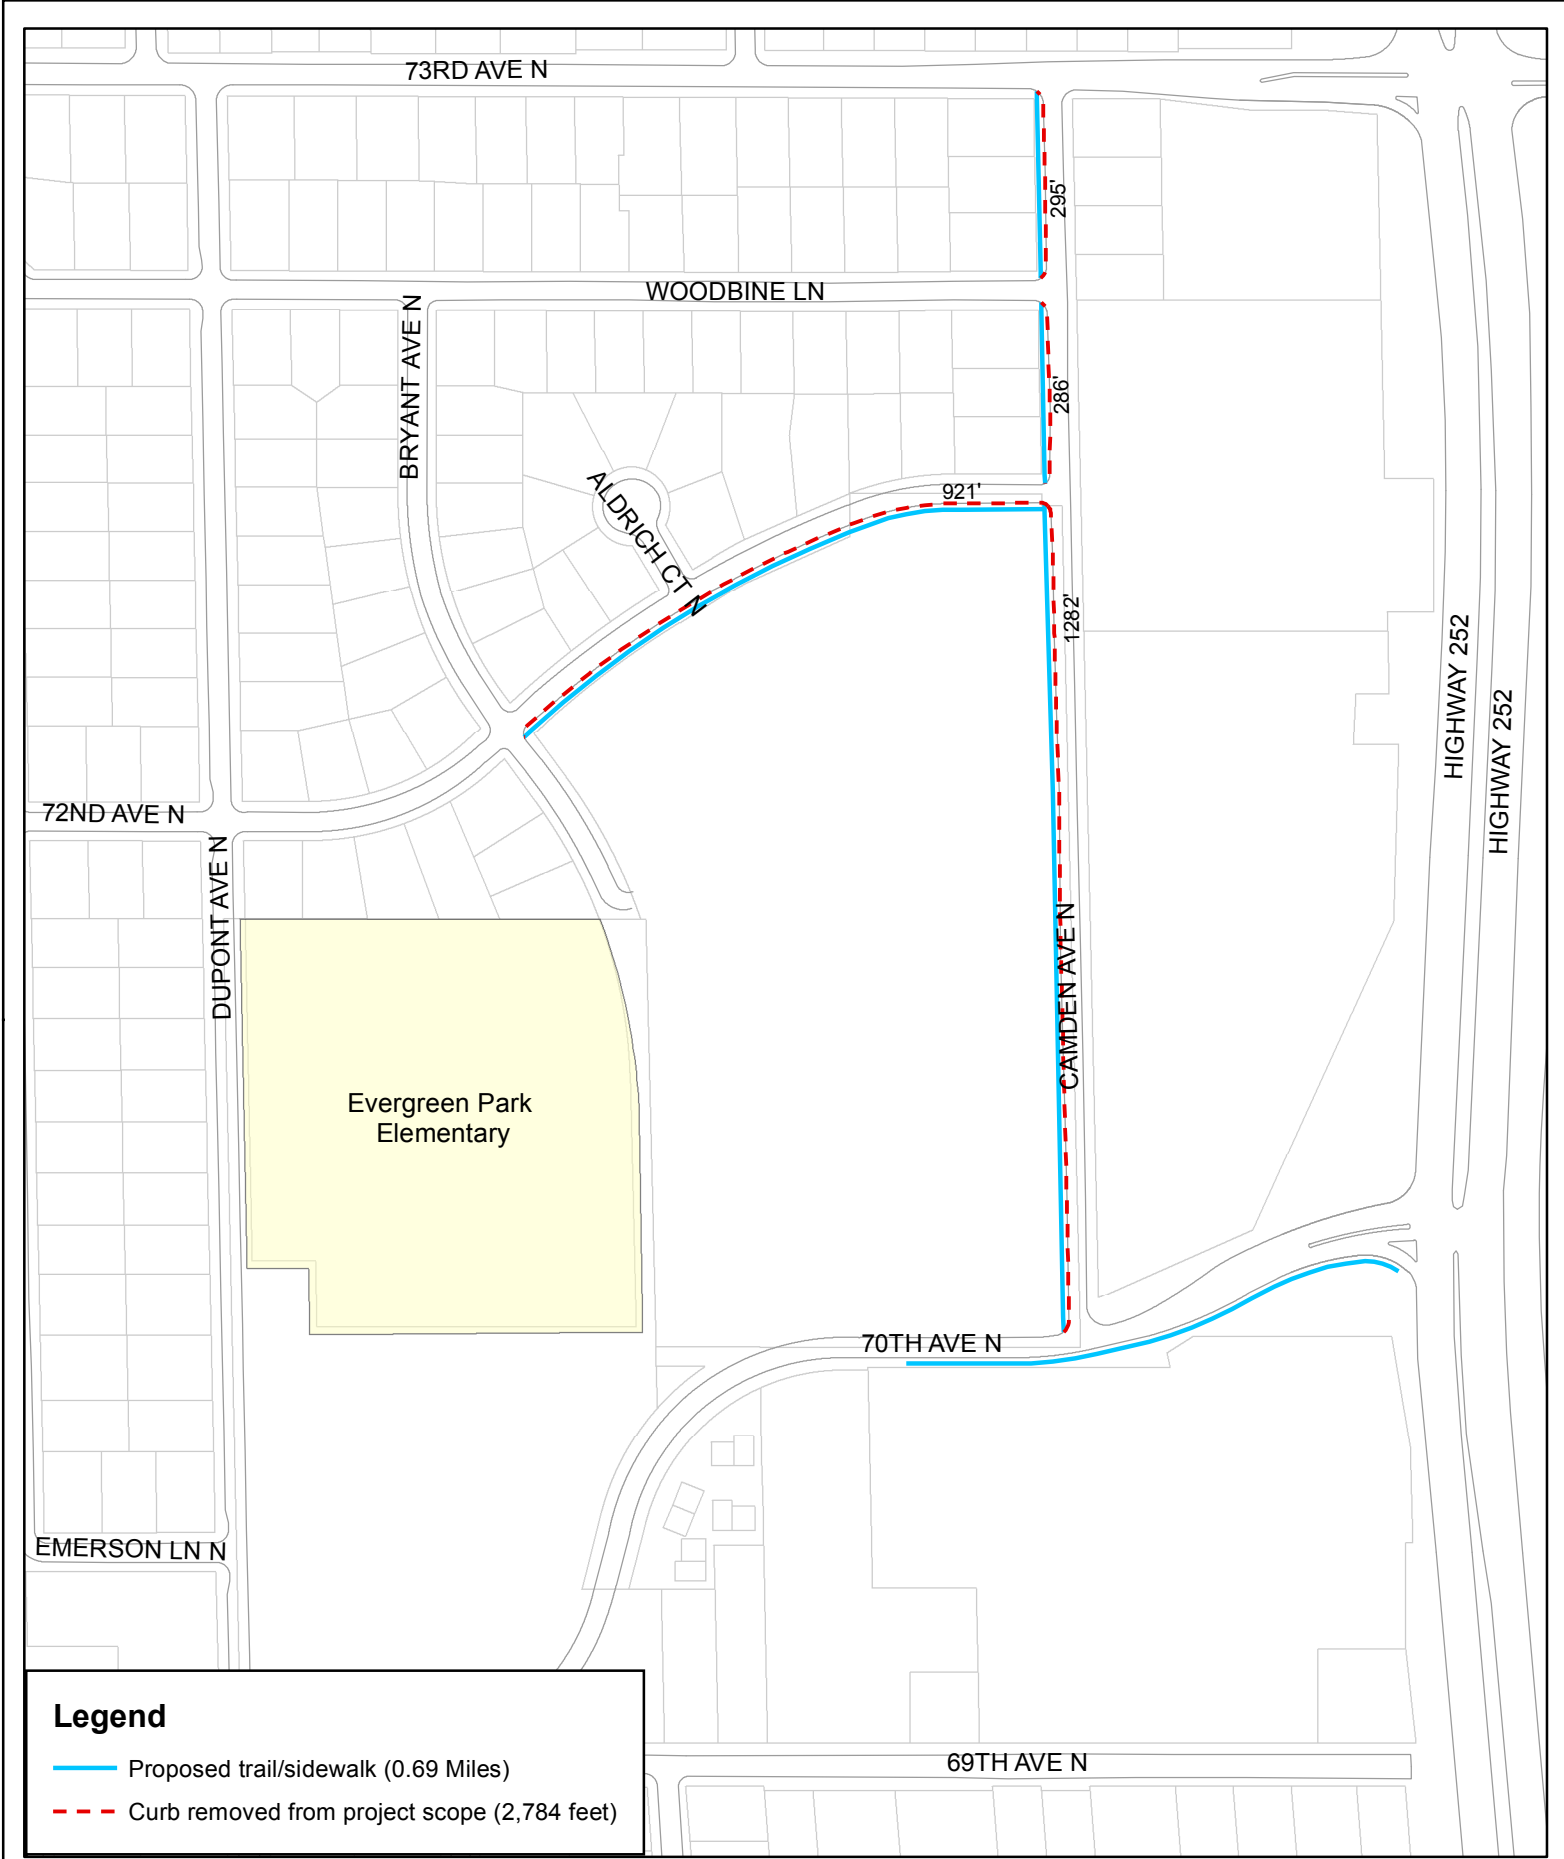 73RD AVE N
295'
WOODBINE LN
BRYANT AVE N
286'
ALDRICH CT N
921'
1282'
HIGHWAY 252
HIGHWAY 252
72ND AVE N
DUPONT AVE N
CAMDEN AVE N
Evergreen Park
Elementary
70TH AVE N
EMERSON LN N
69TH AVE N
Legend
Proposed trail/sidewalk (0.69 Miles)
Curb removed from project scope (2,784 feet)